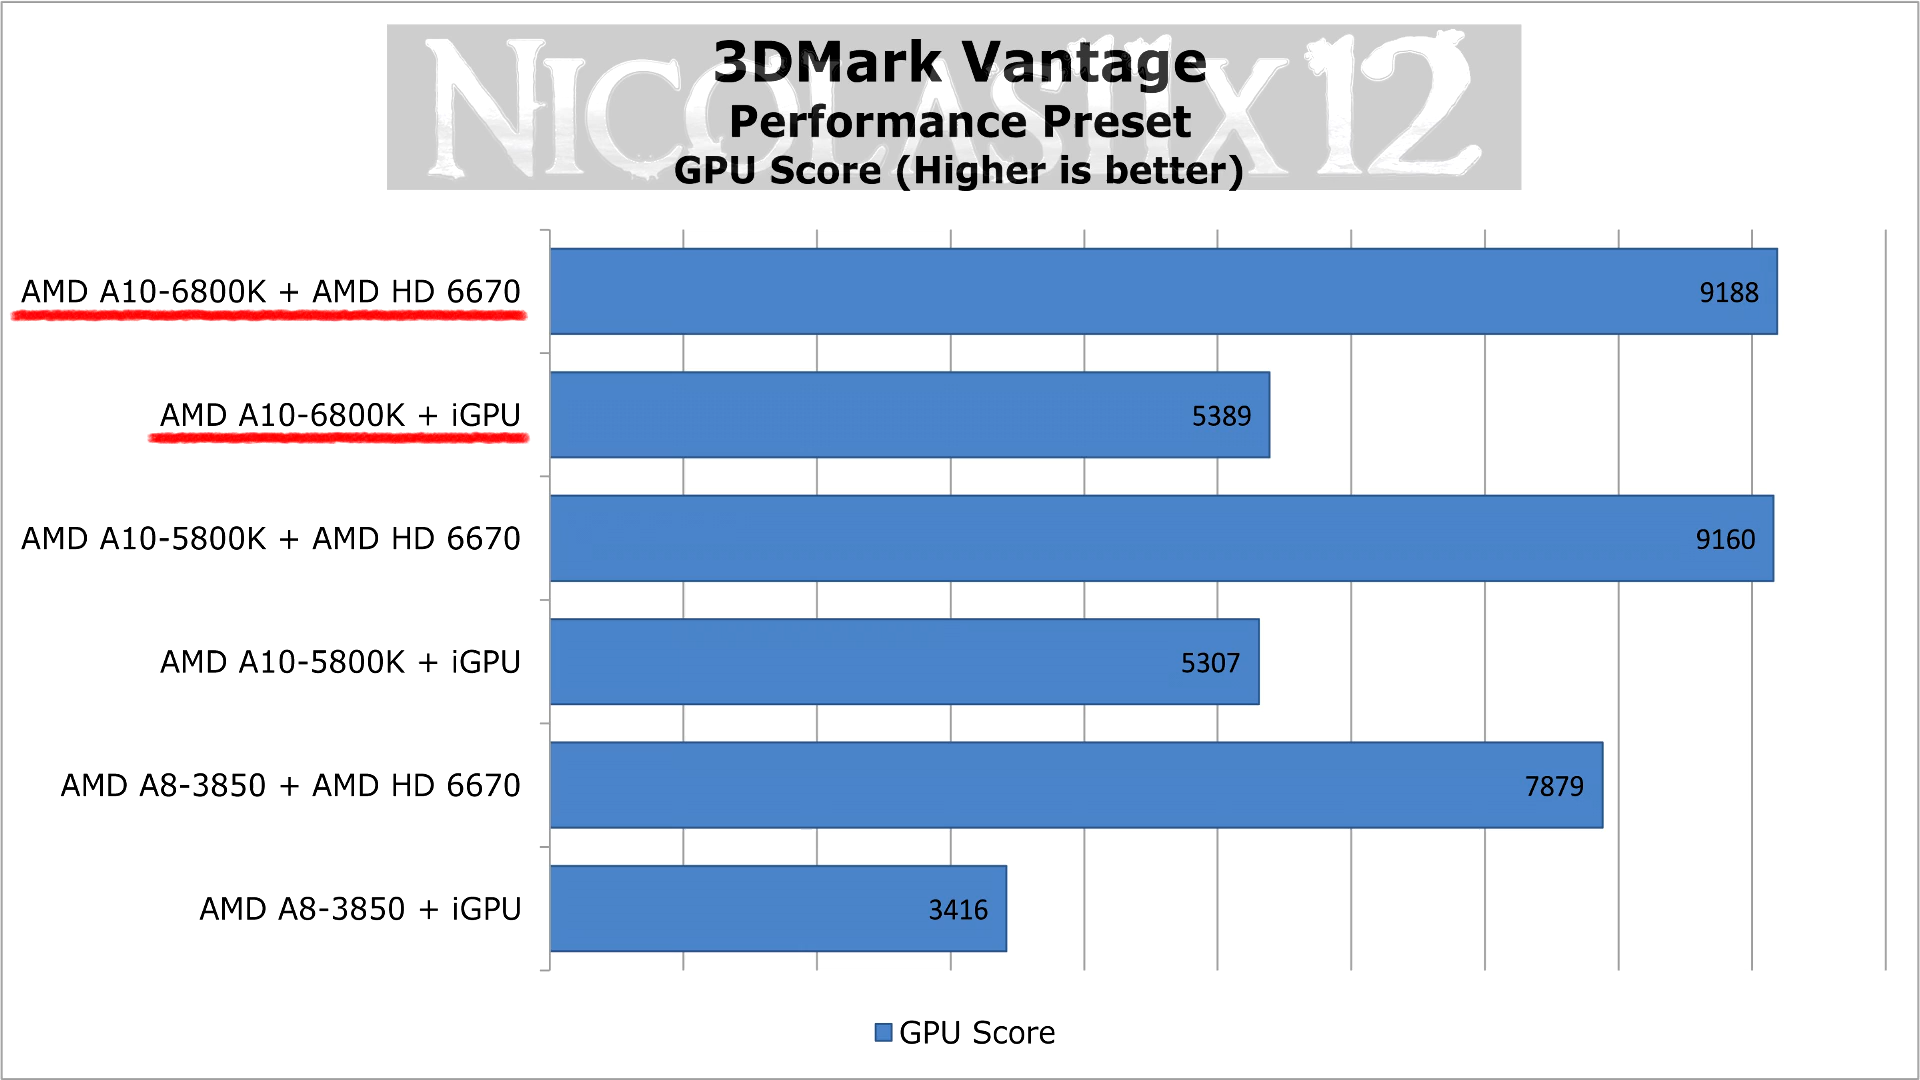 Nicolas11x12
3DMark Vantage
Performance Preset
GPU Score (Higher is better)
AMD A10-6800K + AMD HD 6670
9188
AMD A10-6800K + iGPU
5389
AMD A10-5800K + AMD HD 6670
9160
AMD A10-5800K + iGPU
5307
AMD A8-3850 + AMD HD 6670
7879
AMD A8-3850 + iGPU
3416
GPU Score